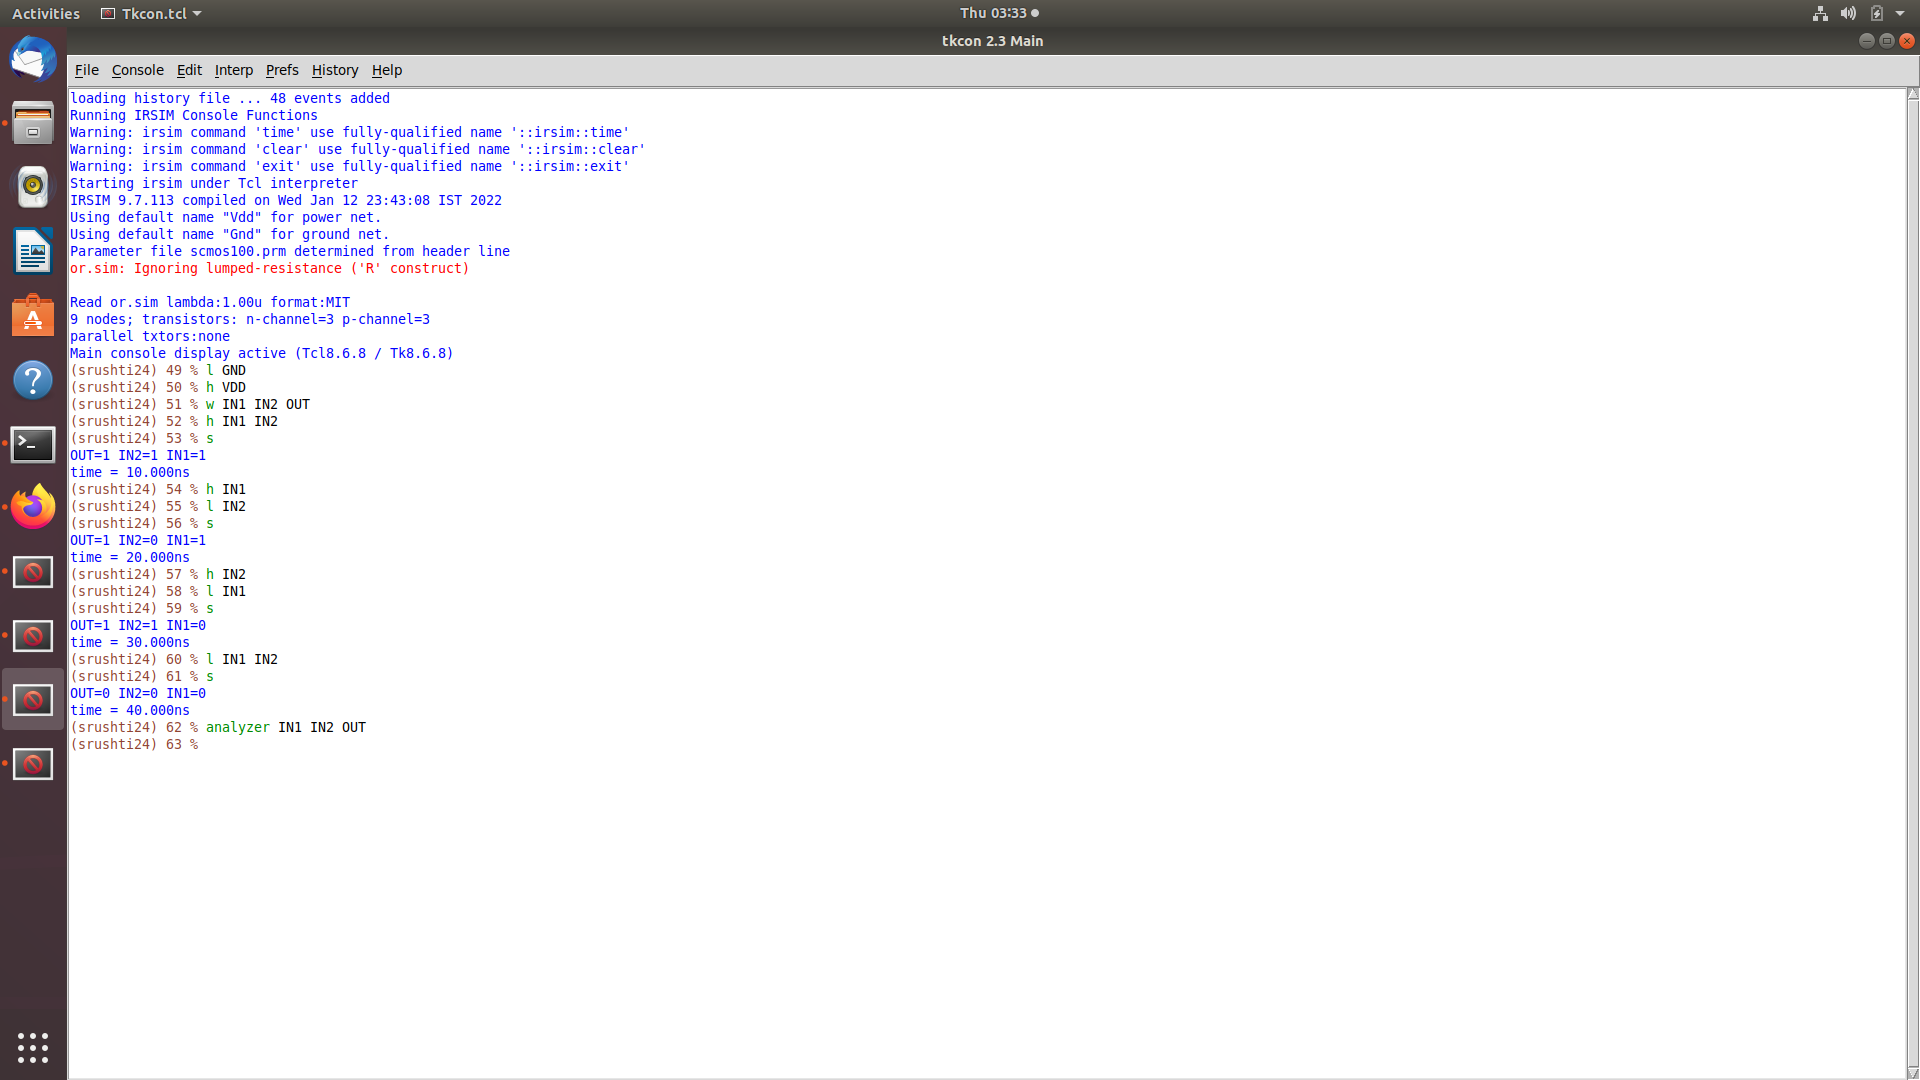 Activities Tkcon.tcl Thu 03:33
tkcon 2.3 Main
File Console Edit Interp Prefs History Help
loading history file ... 48 events added
Running IRSIM Console Functions
Warning: irsim command 'time' use fully-qualified name '::irsim::time'
Warning: irsim command 'clear' use fully-qualified name '::irsim::clear'
Warning: irsim command 'exit' use fully-qualified name '::irsim::exit'
Starting irsim under Tcl interpreter
IRSIM 9.7.113 compiled on Wed Jan 12 23:43:08 IST 2022
Using default name "Vdd" for power net.
Using default name "Gnd" for ground net.
Parameter file scmos100.prm determined from header line
or.sim: Ignoring lumped-resistance ('R' construct)
Read or.sim lambda:1.00u format:MIT
9 nodes; transistors: n-channel=3 p-channel=3
parallel txtors:none
Main console display active (Tcl8.6.8 / Tk8.6.8)
(srushti24) 49 % l GND
(srushti24) 50 % h VDD
(srushti24) 51 % w IN1 IN2 OUT
(srushti24) 52 % h IN1 IN2
(srushti24) 53 % s
OUT=1 IN2=1 IN1=1
time = 10.000ns
(srushti24) 54 % h IN1
(srushti24) 55 % l IN2
(srushti24) 56 % s
OUT=1 IN2=0 IN1=1
time = 20.000ns
(srushti24) 57 % h IN2
(srushti24) 58 % l IN1
(srushti24) 59 % s
OUT=1 IN2=1 IN1=0
time = 30.000ns
(srushti24) 60 % l IN1 IN2
(srushti24) 61 % s
OUT=0 IN2=0 IN1=0
time = 40.000ns
(srushti24) 62 % analyzer IN1 IN2 OUT
(srushti24) 63 %